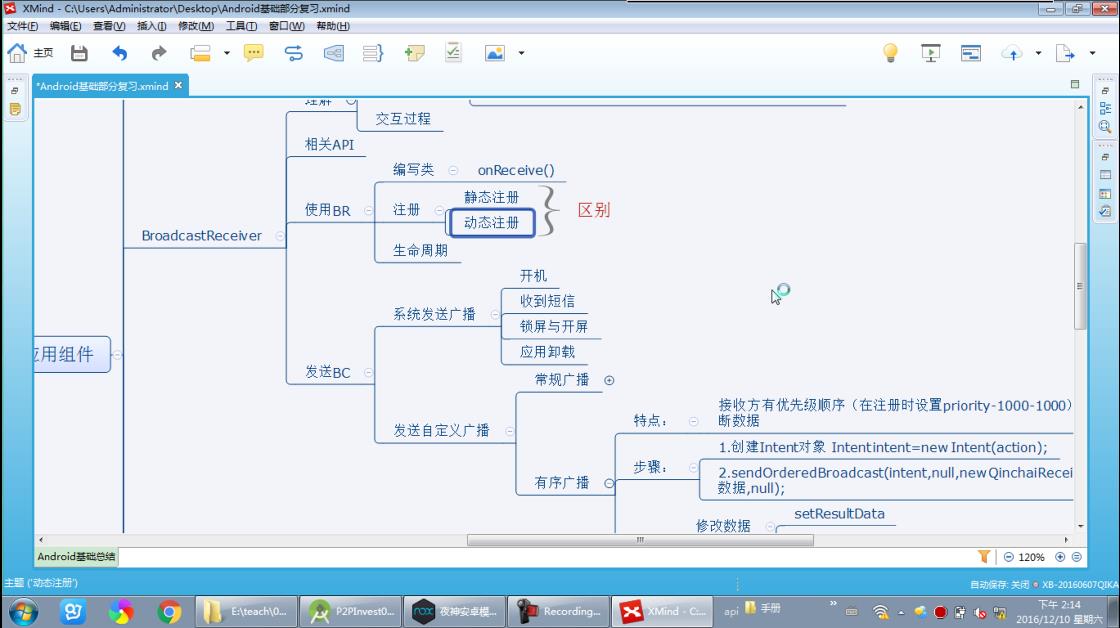 XMind - C:\Users\Administrator\Desktop\Android基础部分复习.xmind
文件(F) 编辑(E) 查看(V) 插入(I) 修改(M) 工具(T) 窗口(W) 帮助(H)
主页
*Android基础部分复习.xmind
理解
交互过程
相关API
编写类
onReceive()
使用BR
注册
静态注册
动态注册
区别
生命周期
BroadcastReceiver
应用组件
开机
系统发送广播
收到短信
锁屏与开屏
应用卸载
发送BC
常规广播
发送自定义广播
特点：
接收方有优先级顺序（在注册时设置priority-1000-1000）
断数据
步骤：
1.创建Intent对象 Intentintent=new Intent(action);
2.sendOrderedBroadcast(intent,null,new QinchaiRecei
数据,null);
有序广播
修改数据
setResultData
Android基础总结
120%
主题 ('动态注册')
自动保存: 关闭
XB-20160607QIKA
E:\teach\0...
P2PInvest0...
nox
夜神安卓模...
Recording...
XMind - C:...
api
手册
下午 2:14
2016/12/10 星期六